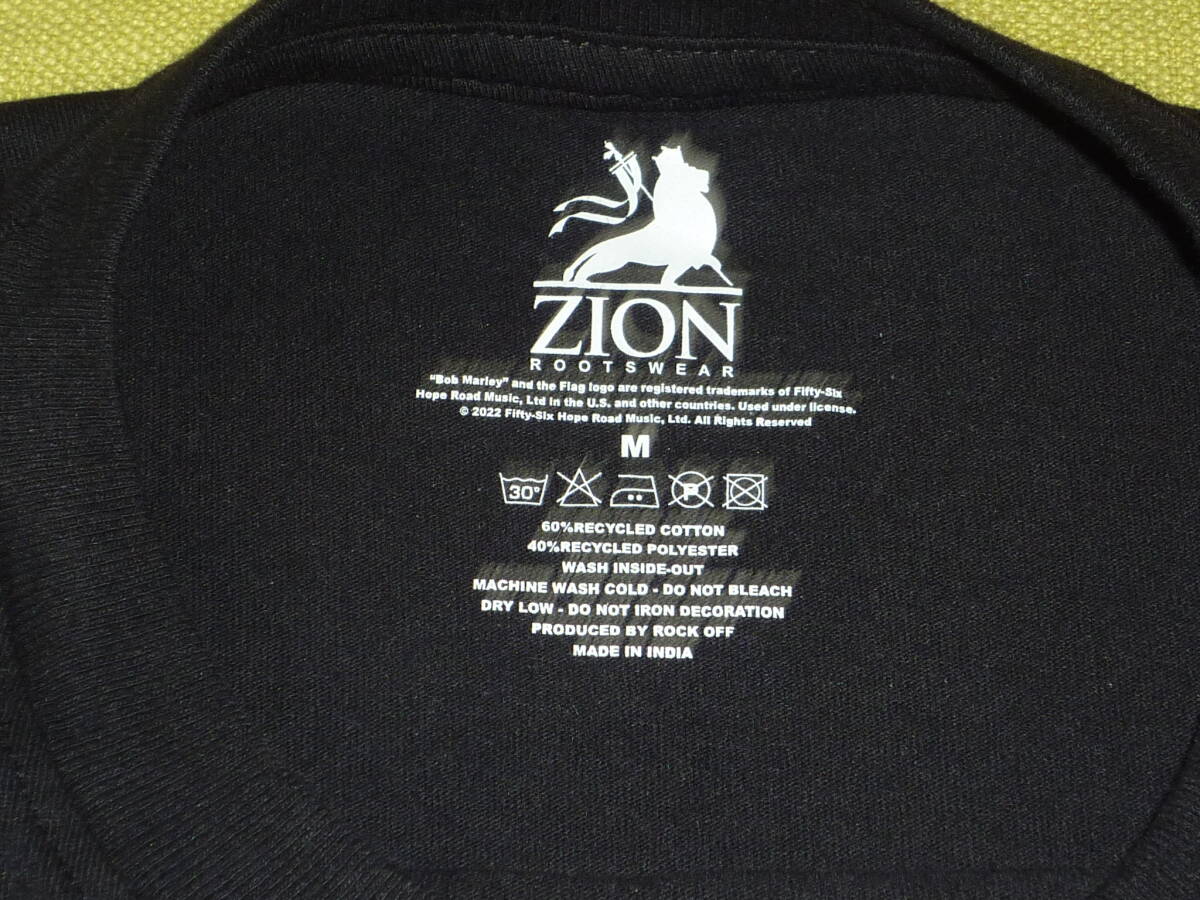 ZION
ROOTSWEAR
"Bob Marley" and the Flag logo are registered trademarks of Fifty-Six
Hope Road Music, Ltd in the U.S. and other countries. Used under license.
© 2022 Fifty-Six Hope Road Music, Ltd. All Rights Reserved
M
30° P
60%RECYCLED COTTON
40%RECYCLED POLYESTER
WASH INSIDE-OUT
MACHINE WASH COLD - DO NOT BLEACH
DRY LOW - DO NOT IRON DECORATION
PRODUCED BY ROCK OFF
MADE IN INDIA